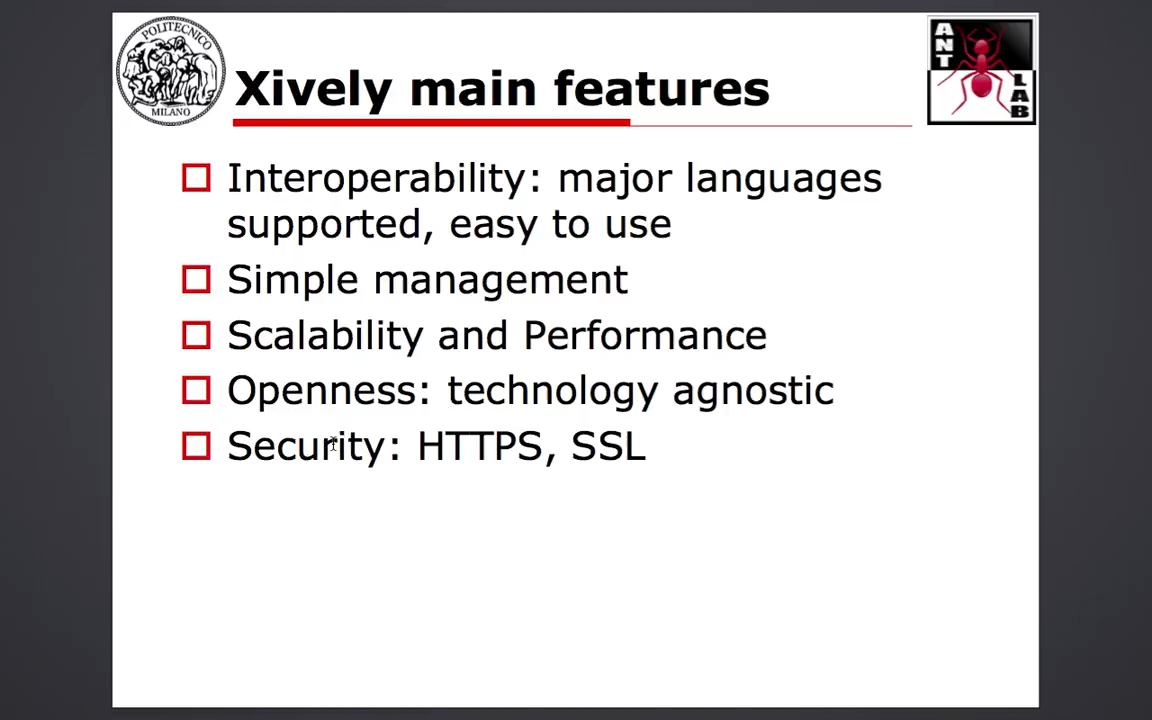 POLITECNICO
MILANO
Xively main features
ANT
LAB
Interoperability: major languages
supported, easy to use
Simple management
Scalability and Performance
Openness: technology agnostic
Security: HTTPS, SSL